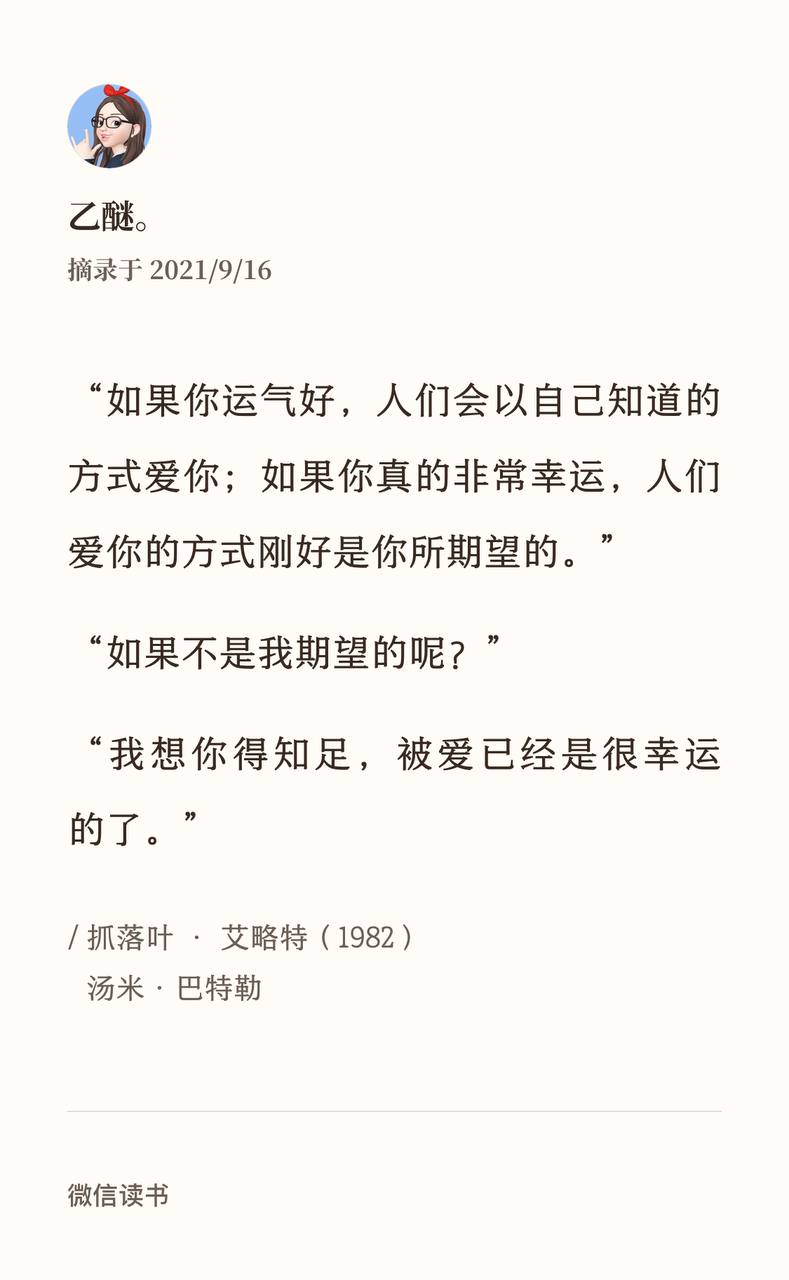 乙醚。
摘录于 2021/9/16
“如果你运气好，人们会以自己知道的
方式爱你；如果你真的非常幸运，人们
爱你的方式刚好是你所期望的。”
“如果不是我期望的呢？”
“我想你得知足，被爱已经是很幸运
的了。”
/ 抓落叶 · 艾略特（1982）
汤米 · 巴特勒
微信读书